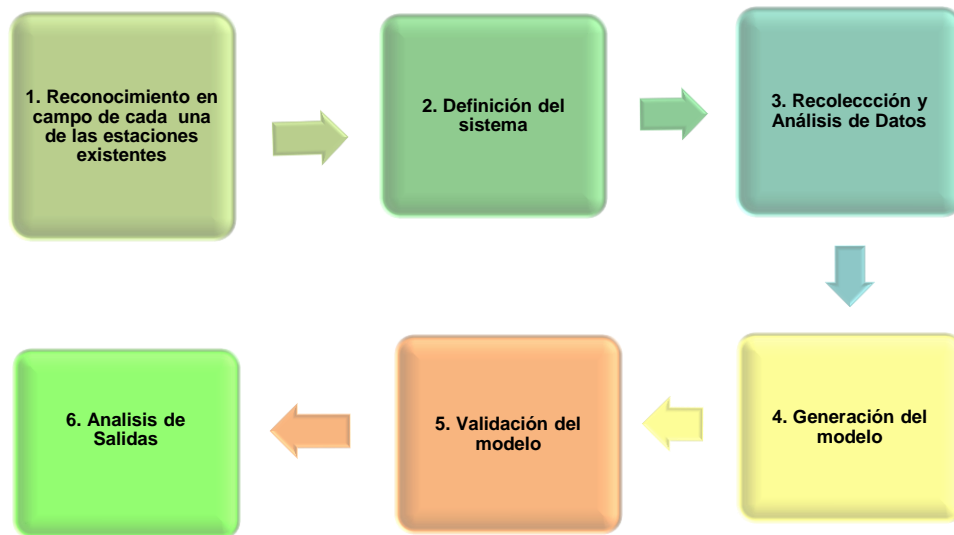 1. Reconocimiento en
campo de cada una
de las estaciones
existentes
2. Definición del
sistema
3. Recoleccción y
Análisis de Datos
4. Generación del
modelo
5. Validación del
modelo
6. Analisis de
Salidas